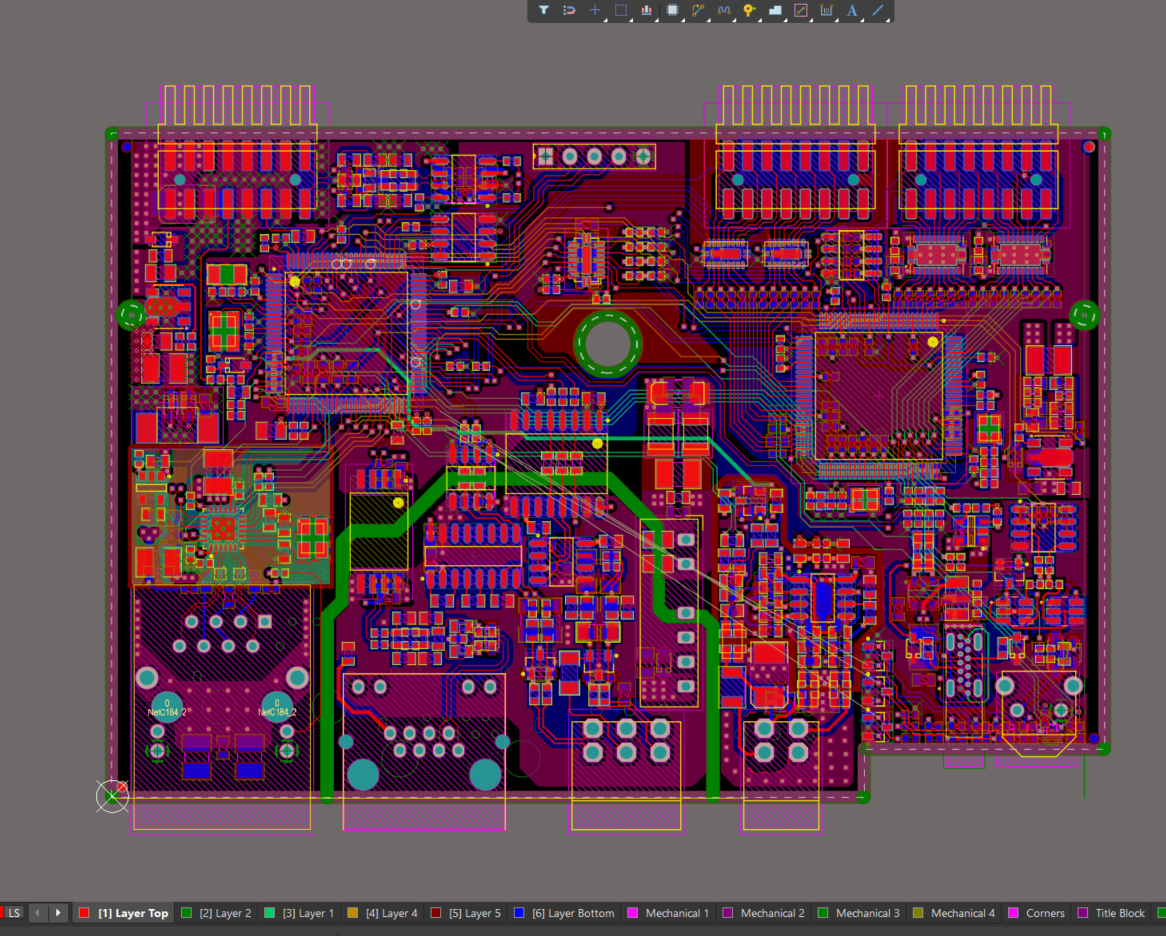 A
0
NetC184_2
0
NetC184_2
LS
[1] Layer Top
[2] Layer 2
[3] Layer 1
[4] Layer 4
[5] Layer 5
[6] Layer Bottom
Mechanical 1
Mechanical 2
Mechanical 3
Mechanical 4
Corners
Title Block